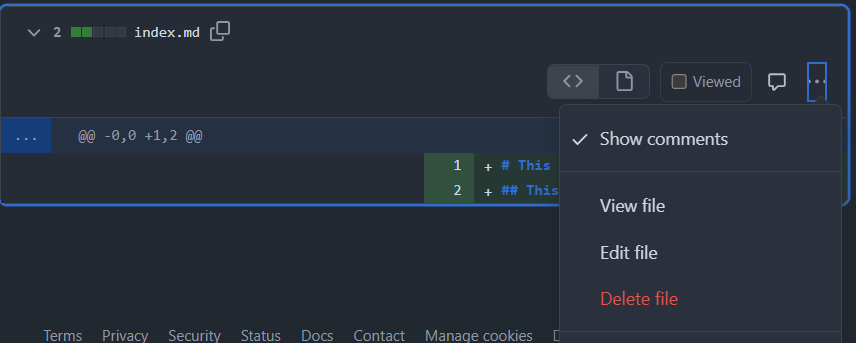 2 index.md
Viewed
... @@ -0,0 +1,2 @@
1 + # This
2 + ## This
Show comments
View file
Edit file
Delete file
Terms Privacy Security Status Docs Contact Manage cookies